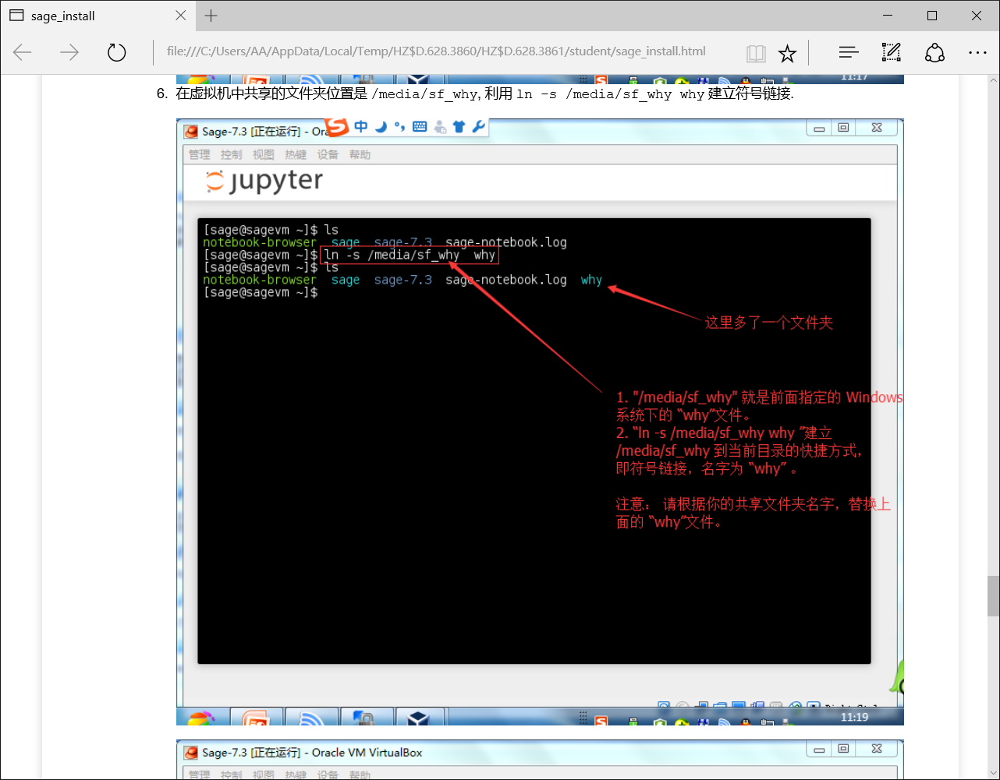 sage_install
file:///C:/Users/AA/AppData/Local/Temp/HZ$D.628.3860/HZ$D.628.3861/student/sage_install.html
11:17
6. 在虚拟机中共享的文件夹位置是 /media/sf_why, 利用 ln -s /media/sf_why why 建立符号链接.
Sage-7.3 [正在运行] - Ora
中
管理 控制 视图 热键 设备 帮助
jupyter
[sage@sagevm ~]$ ls
notebook-browser sage sage-7.3 sage-notebook.log
[sage@sagevm ~]$ ln -s /media/sf_why why
[sage@sagevm ~]$ ls
notebook-browser sage sage-7.3 sage-notebook.log why
[sage@sagevm ~]$
这里多了一个文件夹
1. "/media/sf_why" 就是前面指定的 Windows
系统下的 “why”文件。
2. “ln -s /media/sf_why why ”建立
/media/sf_why 到当前目录的快捷方式，
即符号链接，名字为 “why” 。
注意： 请根据你的共享文件夹名字，替换上
面的 “why”文件。
11:19
Sage-7.3 [正在运行] - Oracle VM VirtualBox
管理 控制 视图 热键 设备 帮助